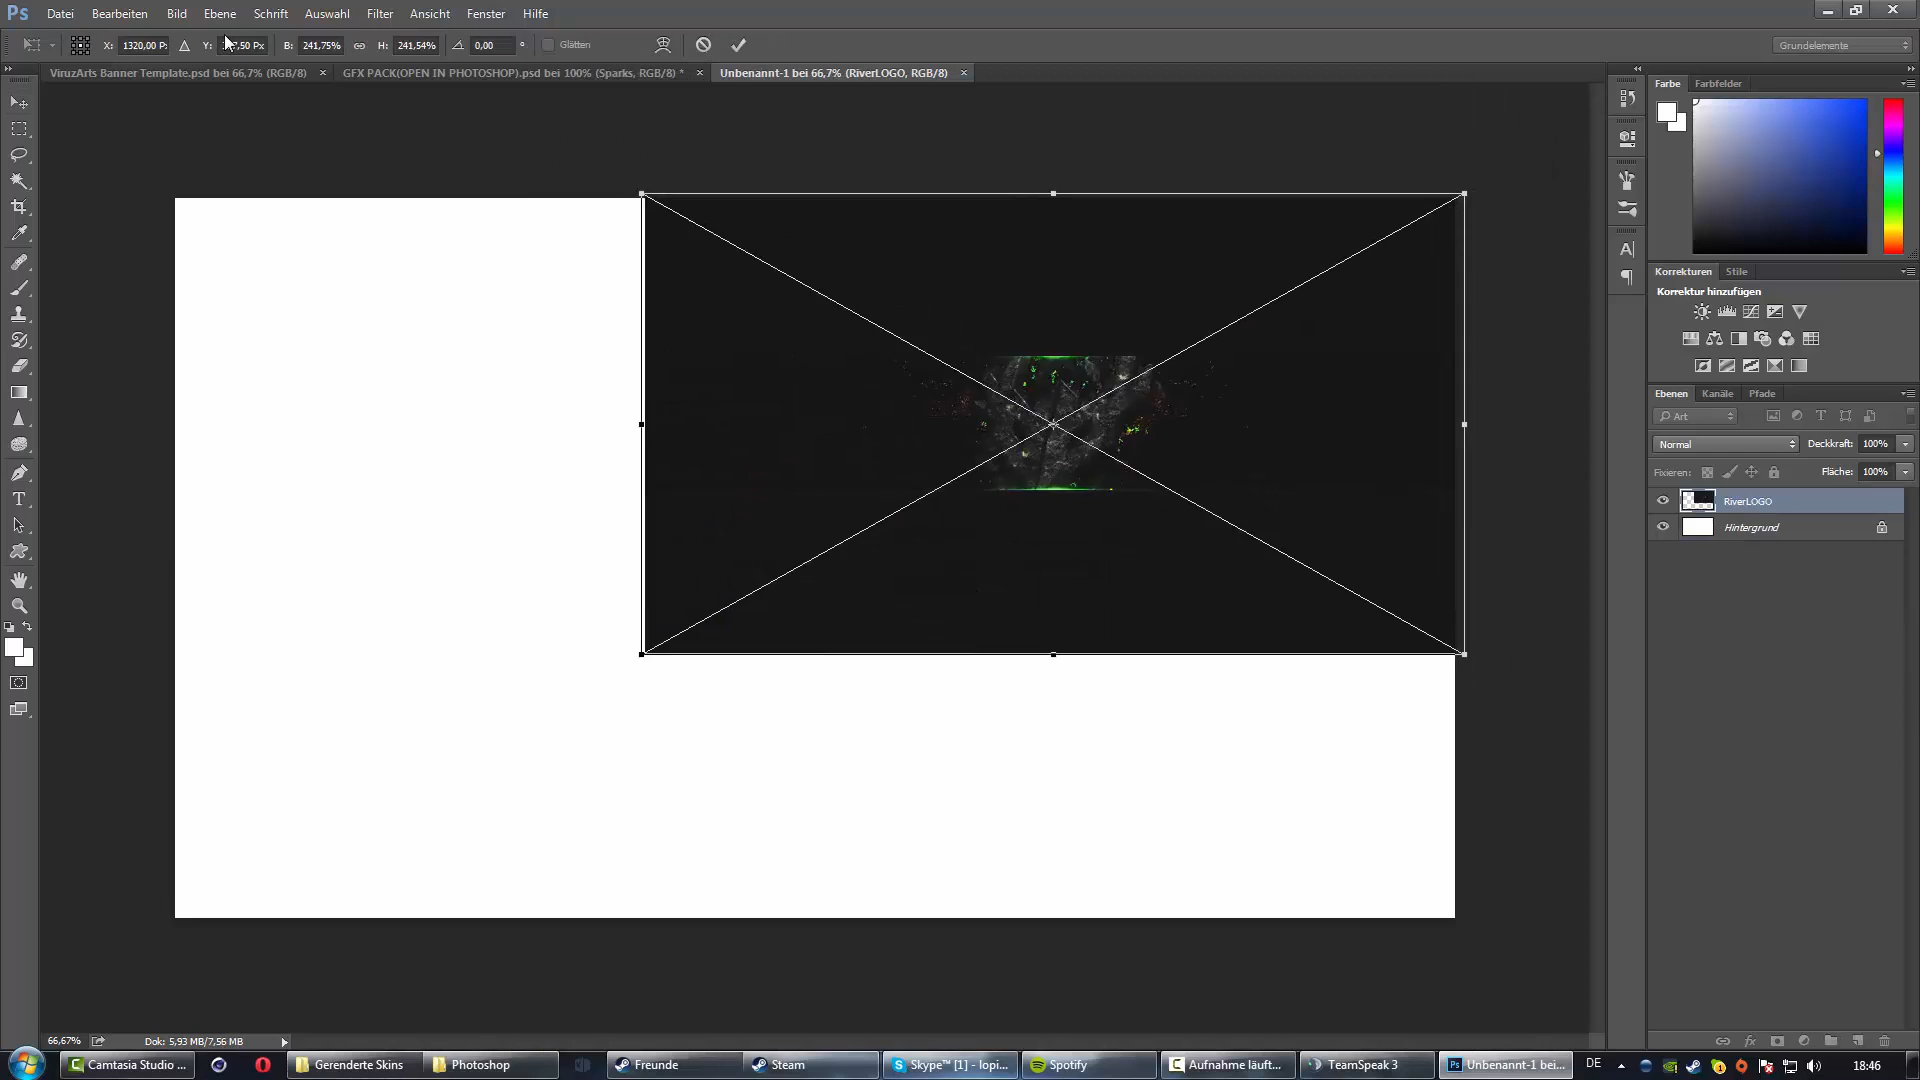 Ps Datei Bearbeiten Bild Ebene Schrift Auswahl Filter Ansicht Fenster Hilfe
X: 1320,00 P: Y: 7,50 Px B: 241,75% H: 241,54% 0,00 ° Glätten Grundelemente
ViruzArts Banner Template.psd bei 66,7% (RGB/8) × GFX PACK(OPEN IN PHOTOSHOP).psd bei 100% (Sparks, RGB/8) * × Unbenannt-1 bei 66,7% (RiverLOGO, RGB/8) ×
Farbe Farbfelder
Korrekturen Stile
Korrektur hinzufügen
Ebenen Kanäle Pfade
Art
Normal Deckkraft: 100%
Fixieren: Fläche: 100%
RiverLOGO
Hintergrund
66,67% Dok: 5,93 MB/7,56 MB
Camtasia Studio ... Gerenderte Skins Photoshop Freunde Steam Skype™ [1] - lopi... Spotify Aufnahme läuft... TeamSpeak 3 Ps Unbenannt-1 bei... DE 18:46